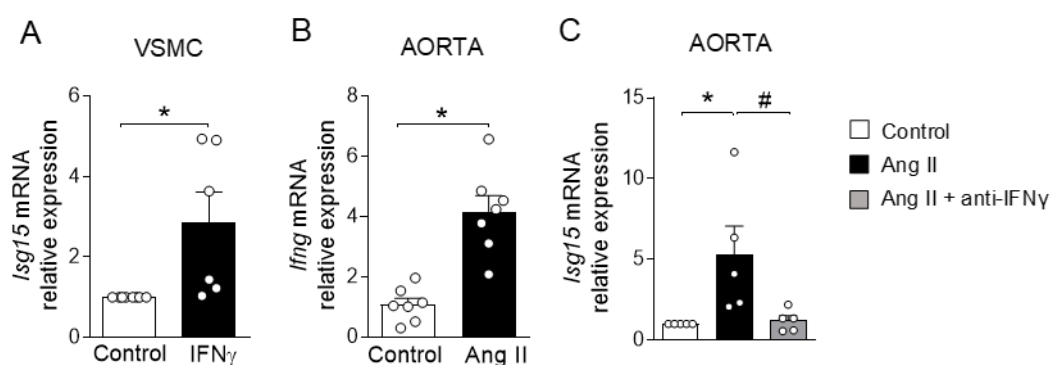 A
VSMC
Isg15 mRNA
relative expression
6
4
2
0
*
Control
IFNγ
B
AORTA
Ifng mRNA
relative expression
8
6
4
2
0
*
Control
Ang II
C
AORTA
Isg15 mRNA
relative expression
15
10
5
0
*
#
Control
Ang II
Ang II + anti-IFNγ